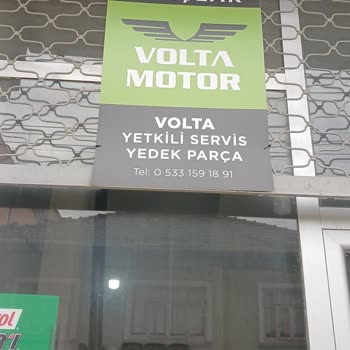 VOLTA
MOTOR
VOLTA
YETKİLİ SERVİS
YEDEK PARÇA
Tel: 0 533 159 18 91